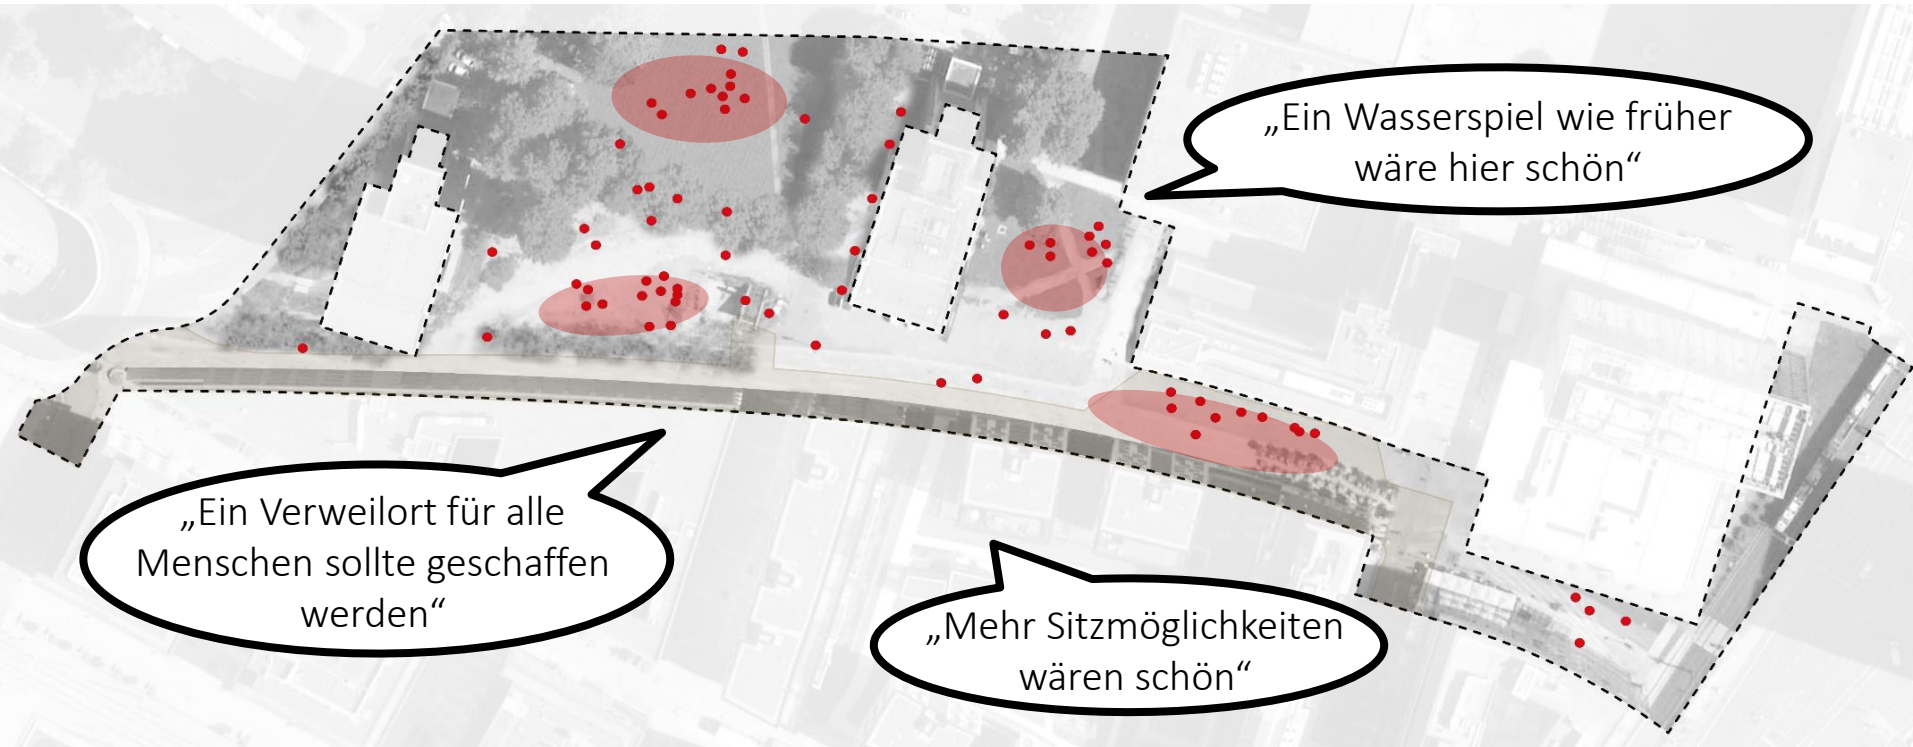 „Ein Wasserspiel wie früher
wäre hier schön“
„Ein Verweilort für alle
Menschen sollte geschaffen
werden“
„Mehr Sitzmöglichkeiten
wären schön“